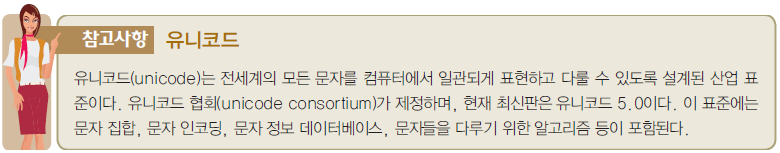 참고사항 유니코드
유니코드(unicode)는 전세계의 모든 문자를 컴퓨터에서 일관되게 표현하고 다룰 수 있도록 설계된 산업 표
준이다. 유니코드 협회(unicode consortium)가 제정하며, 현재 최신판은 유니코드 5.0이다. 이 표준에는
문자 집합, 문자 인코딩, 문자 정보 데이터베이스, 문자들을 다루기 위한 알고리즘 등이 포함된다.